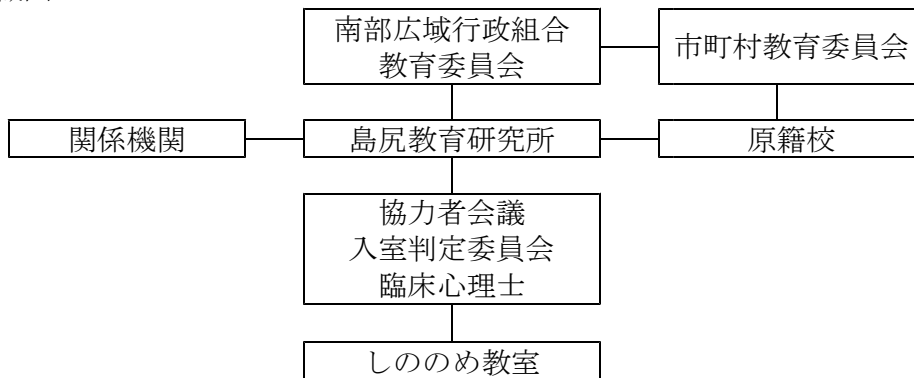 南部広域行政組合
教育委員会
市町村教育委員会
関係機関
島尻教育研究所
原籍校
協力者会議
入室判定委員会
臨床心理士
しののめ教室